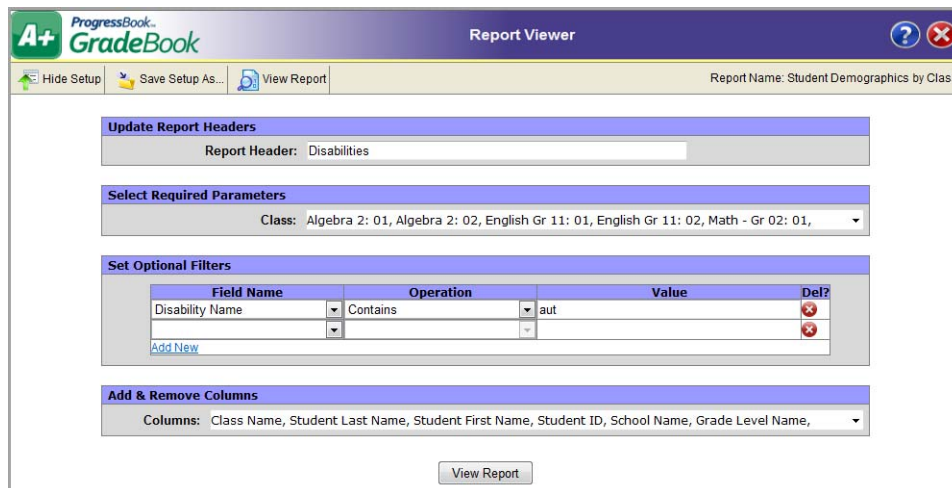 A+ ProgressBook
GradeBook
Report Viewer
?
Hide Setup
Save Setup As...
View Report
Report Name: Student Demographics by Clas
Update Report Headers
Report Header: Disabilities
Select Required Parameters
Class: Algebra 2: 01, Algebra 2: 02, English Gr 11: 01, English Gr 11: 02, Math - Gr 02: 01,
Set Optional Filters
Field Name Operation Value Del?
Disability Name Contains aut
Add New
Add & Remove Columns
Columns: Class Name, Student Last Name, Student First Name, Student ID, School Name, Grade Level Name,
View Report